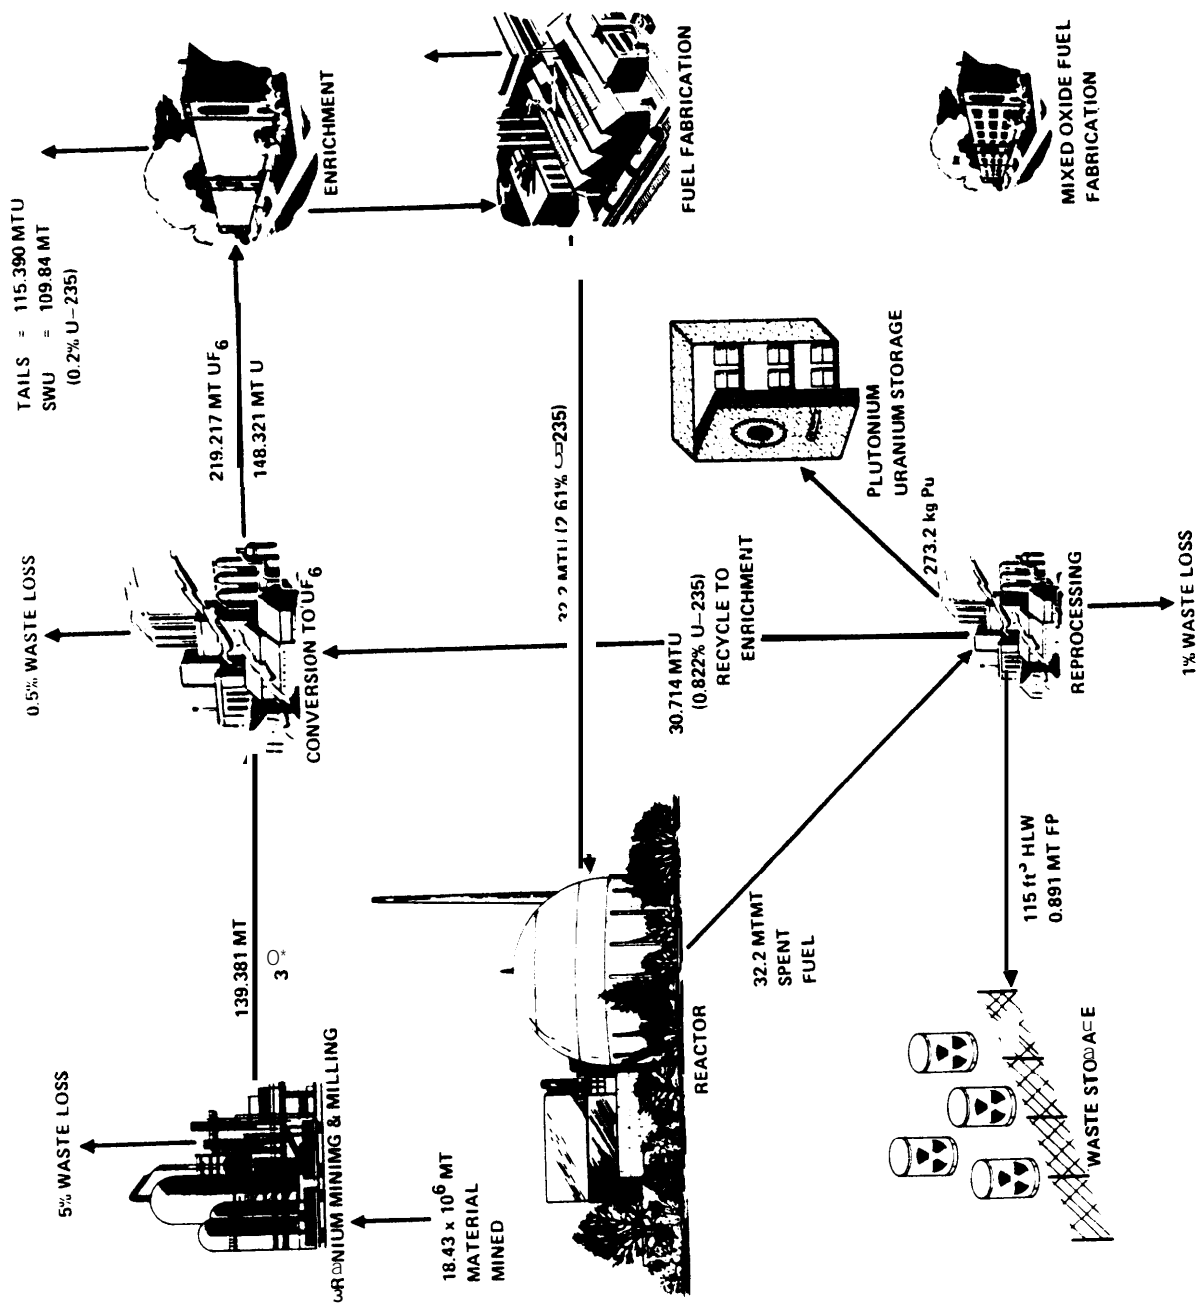 5% WASTE LOSS
0.5% WASTE LOSS
TAILS = 115.390 MTU
SWU = 109.84 MT
(0.2% U-235)
139.381 MT
219.217 MT UF6
148.321 MT U
MINIMG & MILLING
CONVERSION TO UF6
ENRICHMENT
18.43 x 10^6 MT
MATERIAL
MINED
(2.61%
REACTOR
FUEL FABRICATION
30.714 MTU
(0.822% U-235)
RECYCLE TO
ENRICHMENT
32.2 MTMT
SPENT
FUEL
PLUTONIUM
URANIUM STORAGE
273.2 kg Pu
115 ft³ HLW
0.891 MT FP
WASTE
REPROCESSING
MIXED OXIDE FUEL
FABRICATION
1% WASTE LOSS